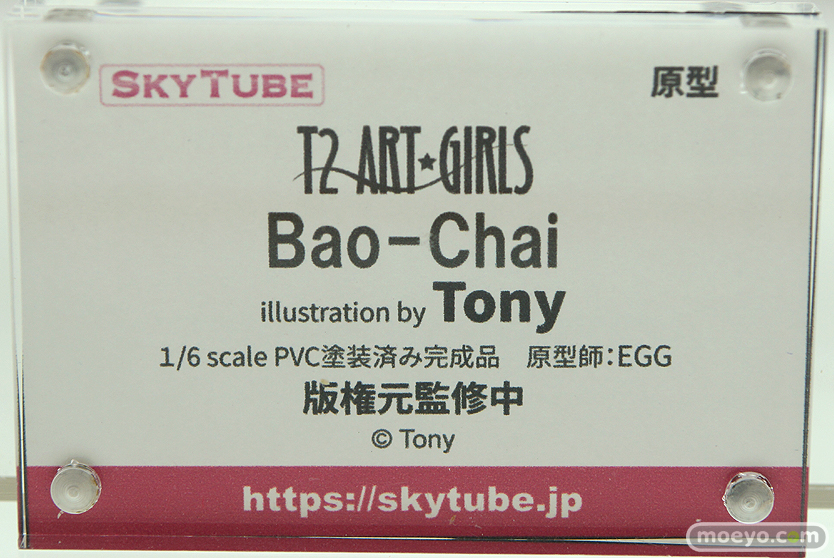 SKYTUBE
原型
T2 ART★GIRLS
Bao-Chai
illustration by Tony
1/6 scale PVC塗装済み完成品 原型師:EGG
版権元監修中
© Tony
https://skytube.jp
moeyo.com